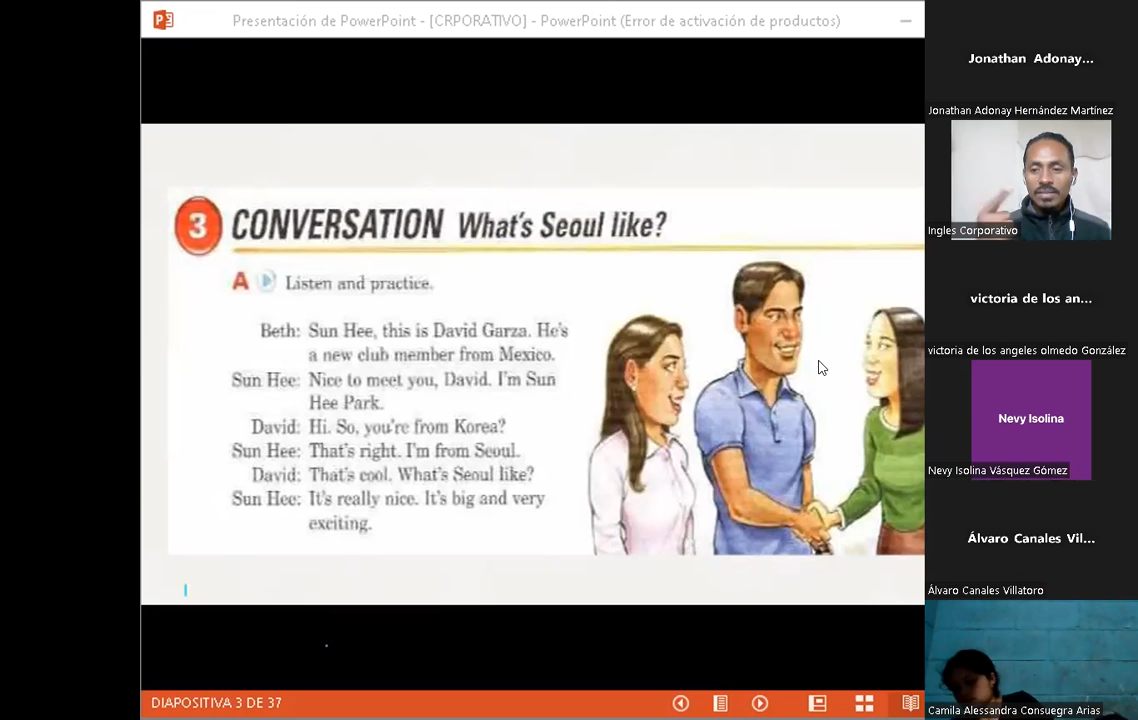 Presentación de PowerPoint - [CRPORATIVO] - PowerPoint (Error de activación de productos)
3 CONVERSATION What's Seoul like?
A Listen and practice.
Beth: Sun Hee, this is David Garza. He's
a new club member from Mexico.
Sun Hee: Nice to meet you, David. I'm Sun
Hee Park.
David: Hi. So, you're from Korea?
Sun Hee: That's right. I'm from Seoul.
David: That's cool. What's Seoul like?
Sun Hee: It's really nice. It's big and very
exciting.
DIAPOSITIVA 3 DE 37
Jonathan Adonay...
Jonathan Adonay Hernández Martínez
Ingles Corporativo
victoria de los an...
victoria de los angeles olmedo González
Nevy Isolina
Nevy Isolina Vásquez Gómez
Álvaro Canales Vil...
Álvaro Canales Villatoro
Camila Alessandra Consuegra Arias